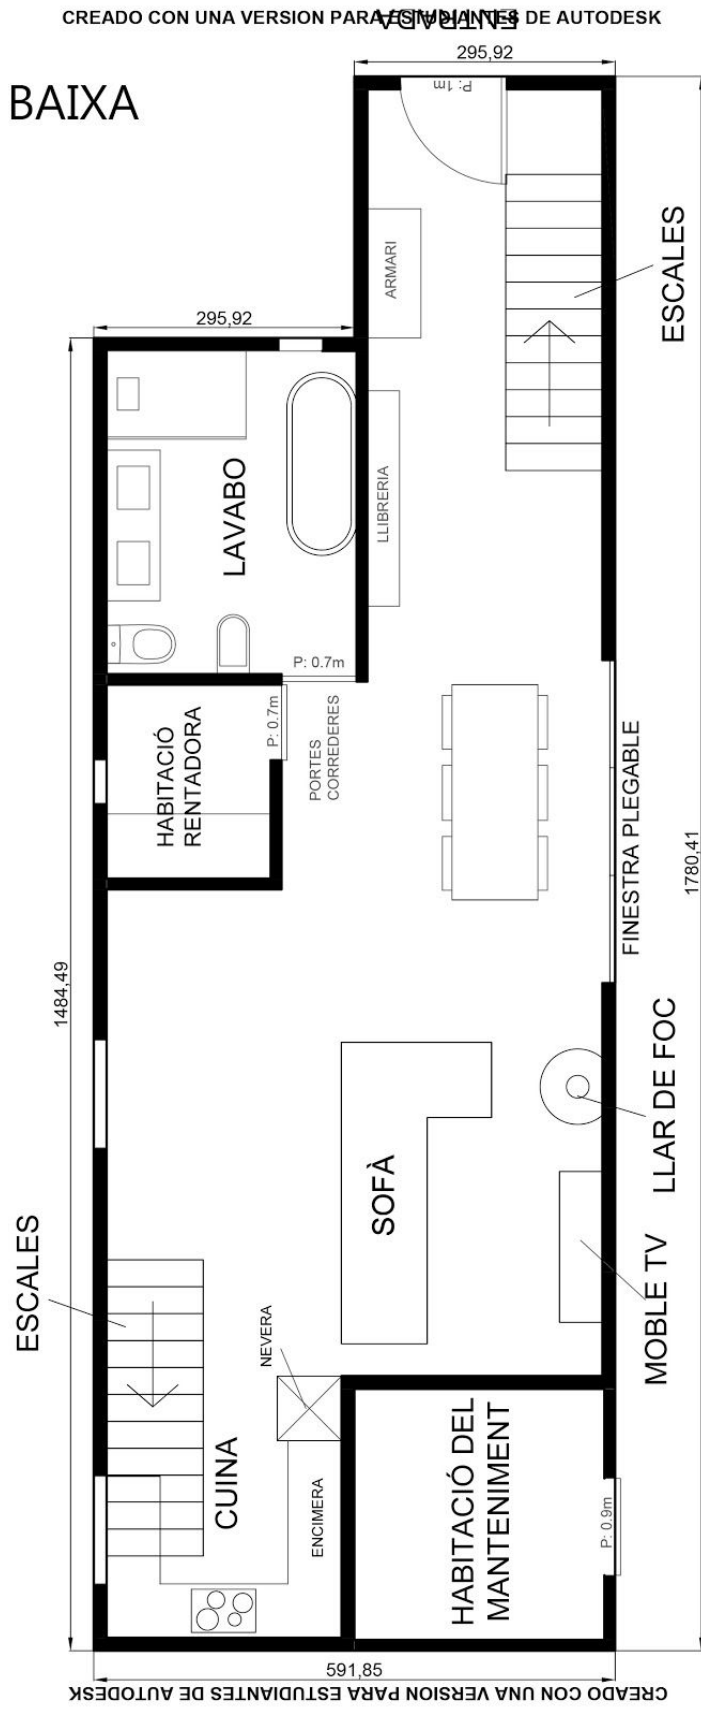 CREADO CON UNA VERSION PARA ESTUDIANTES DE AUTODESK
ENTRADA
295,92
BAIXA
P: 1m
ARMARI
ESCALES
295,92
LAVABO
LLIBRERIA
P: 0.7m
P: 0.7m
HABITACIÓ
RENTADORA
PORTES
CORREDERES
FINESTRA PLEGABLE
1780,41
1484,49
LLAR DE FOC
SOFÀ
ESCALES
MOBLE TV
NEVERA
CUINA
ENCIMERA
HABITACIÓ DEL
MANTENIMENT
P: 0.9m
591,85
CREADO CON UNA VERSION PARA ESTUDIANTES DE AUTODESK